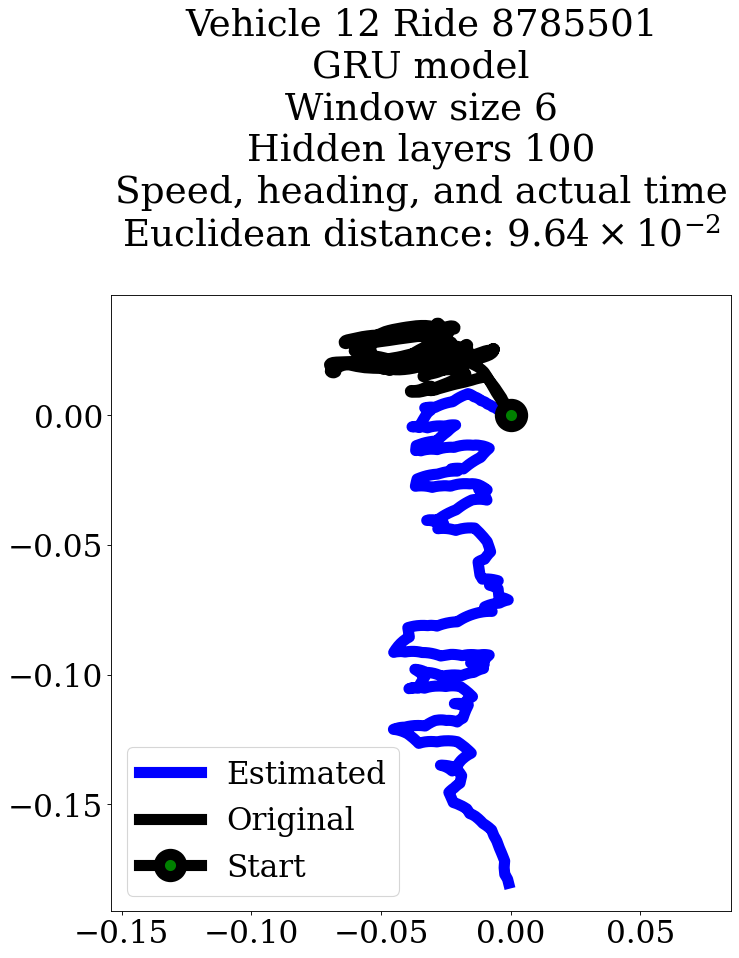 Vehicle 12 Ride 8785501
GRU model
Window size 6
Hidden layers 100
Speed, heading, and actual time
Euclidean distance: 9.64 × 10⁻²
0.00
−0.05
−0.10
−0.15
Estimated
Original
Start
−0.15 −0.10 −0.05 0.00 0.05